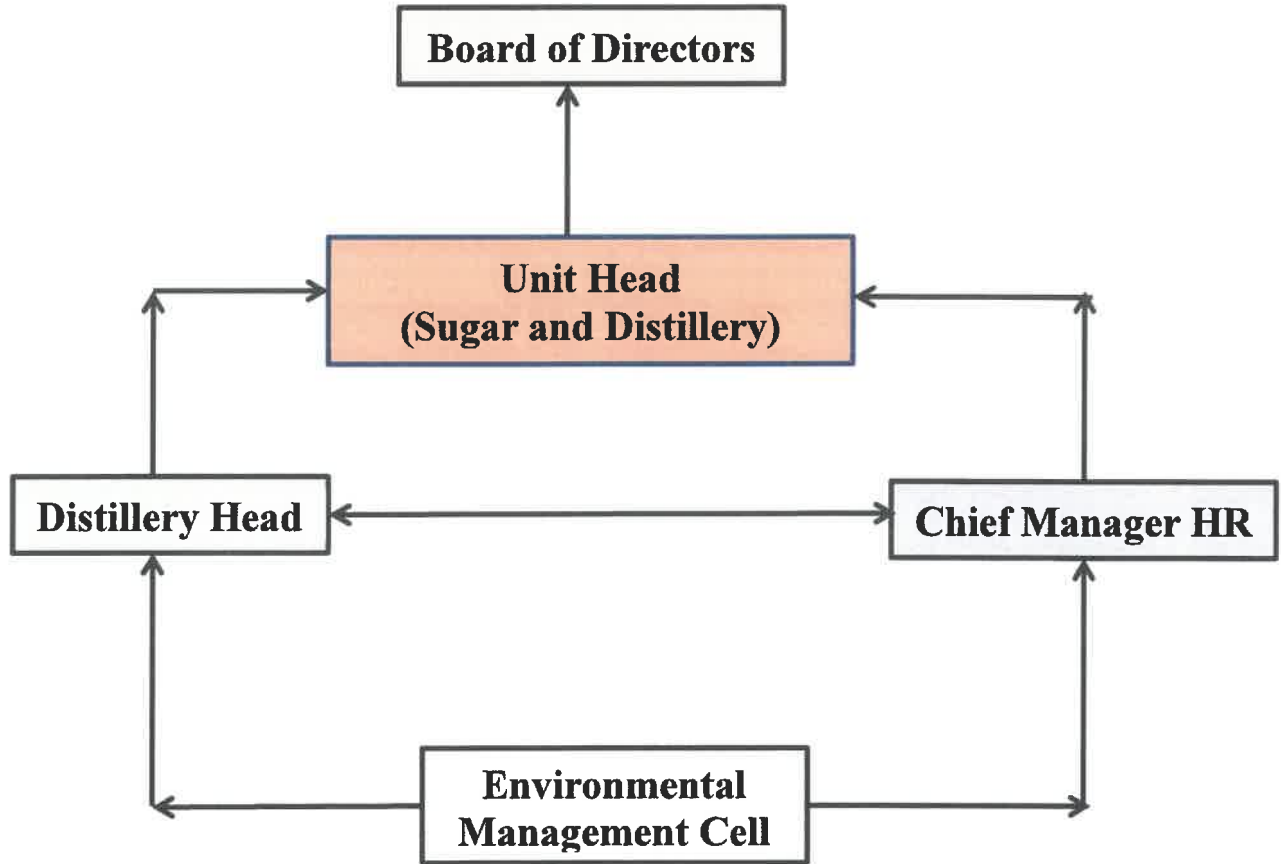 Board of Directors
Unit Head
(Sugar and Distillery)
Distillery Head
Chief Manager HR
Environmental
Management Cell